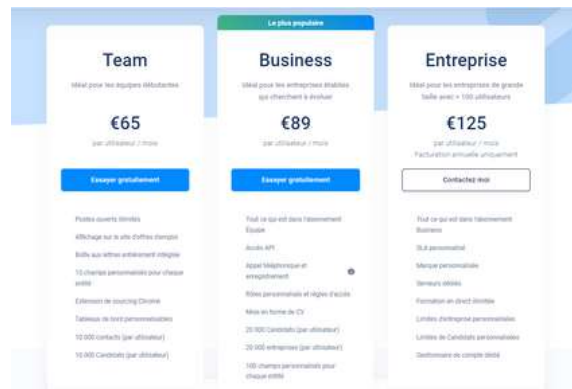 Le plus populaire
Team
Idéal pour les équipes débutantes
€65
par utilisateur / mois
Essayer gratuitement
Postes ouverts illimités
Affichage sur le site d'offres d'emploi
Boîte aux lettres entièrement intégrée
10 champs personnalisés pour chaque
entité
Extension de sourcing Chrome
Tableaux de bord personnalisables
10 000 contacts (par utilisateur)
10 000 Candidats (par utilisateur)
Business
Idéal pour les entreprises établies
qui cherchent à évoluer
€89
par utilisateur / mois
Essayer gratuitement
Tout ce qui est dans l'abonnement
Équipe
Accès API
Appel téléphonique et
enregistrement
Rôles personnalisés et règles d'accès
Mise en forme de CV
20 000 Candidats (par utilisateur)
20 000 entreprises (par utilisateur)
100 champs personnalisés pour
chaque entité
Entreprise
Idéal pour les entreprises de grande
taille avec + 100 utilisateurs
€125
par utilisateur / mois
Facturation annuelle uniquement
Contactez moi
Tout ce qui est dans l'abonnement
Business
SLA personnalisé
Marque personnalisée
Serveurs dédiés
Formation en direct illimitée
Limites d'entreprise personnalisées
Limites de Candidats personnalisées
Gestionnaire de compte dédié